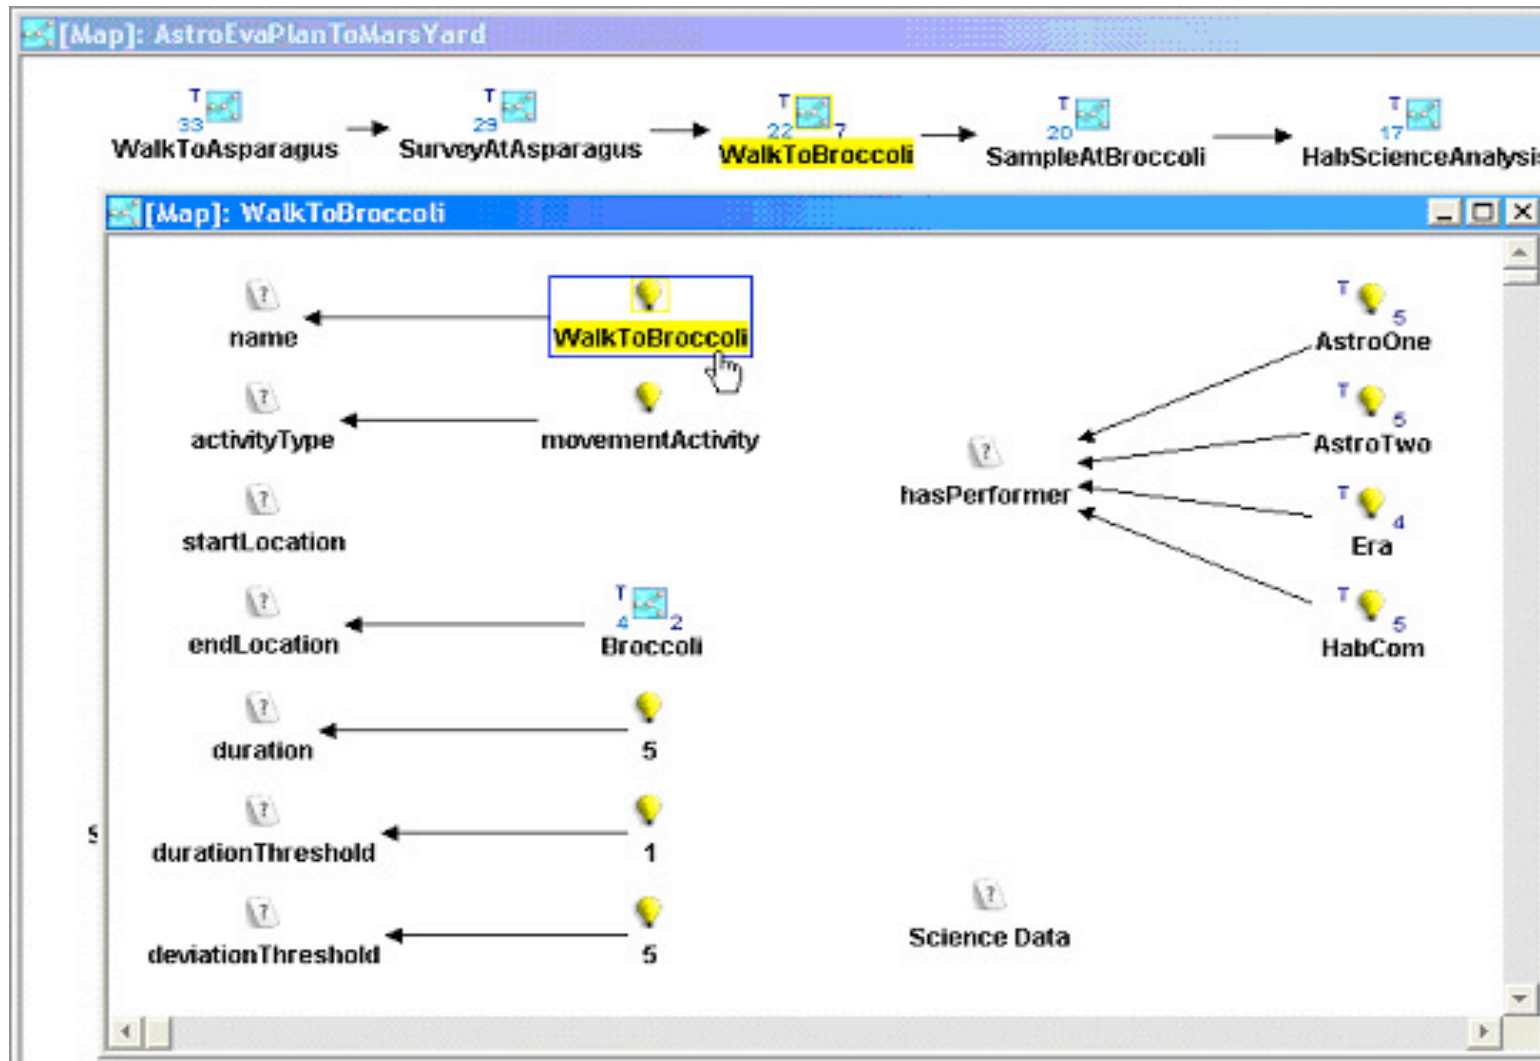 [Map]: AstroEvaPlanToMarsYard
T T T T T
33 29 22 7 20 17
WalkToAsparagus SurveyAtAsparagus WalkToBroccoli SampleAtBroccoli HabScienceAnalysis
[Map]: WalkToBroccoli
? T 5
name WalkToBroccoli AstroOne
? T 5
activityType movementActivity AstroTwo
?
hasPerformer
? T 4
startLocation Era
? T 4 2 T 5
endLocation Broccoli HabCom
?
duration 5
S
?
durationThreshold 1
? ?
deviationThreshold 5 Science Data